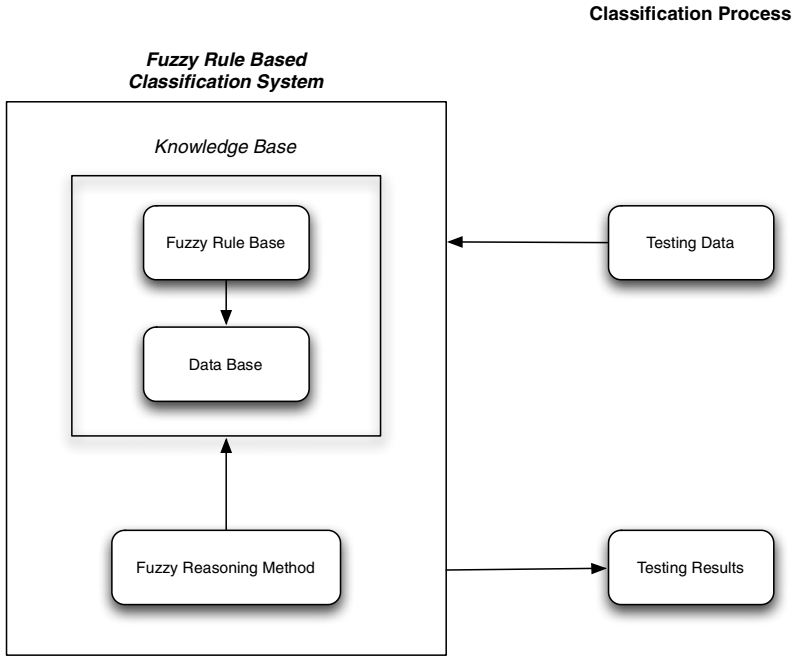 Classification Process
Fuzzy Rule Based
Classification System
Knowledge Base
Fuzzy Rule Base
Testing Data
Data Base
Fuzzy Reasoning Method
Testing Results